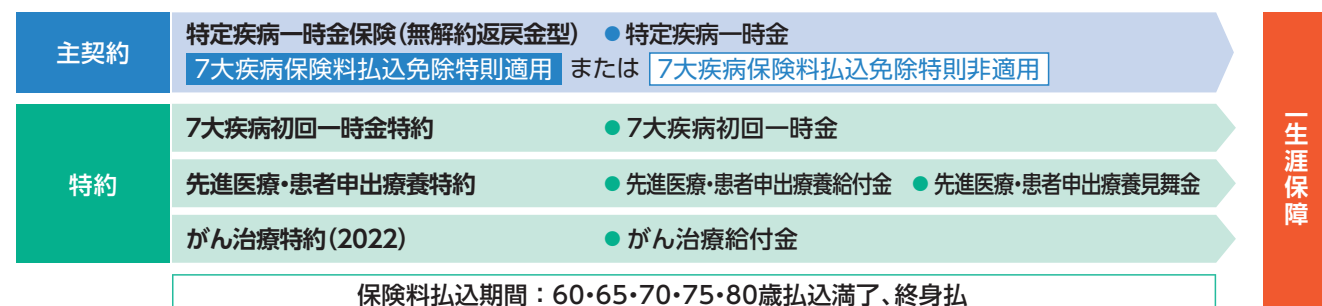 主契約
特定疾病一時金保険(無解約返戻金型) ●特定疾病一時金
7大疾病保険料払込免除特則適用 または 7大疾病保険料払込免除特則非適用
特約
7大疾病初回一時金特約 ●7大疾病初回一時金
先進医療・患者申出療養特約 ●先進医療・患者申出療養給付金 ●先進医療・患者申出療養見舞金
がん治療特約(2022) ●がん治療給付金
保険料払込期間：60・65・70・75・80歳払込満了、終身払
一生涯保障